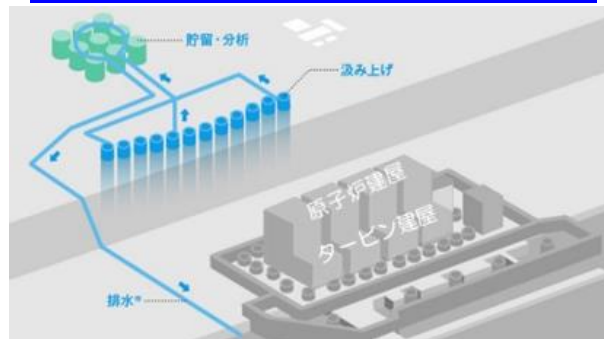 貯留・分析
汲み上げ
原子炉建屋
タービン建屋
排水※